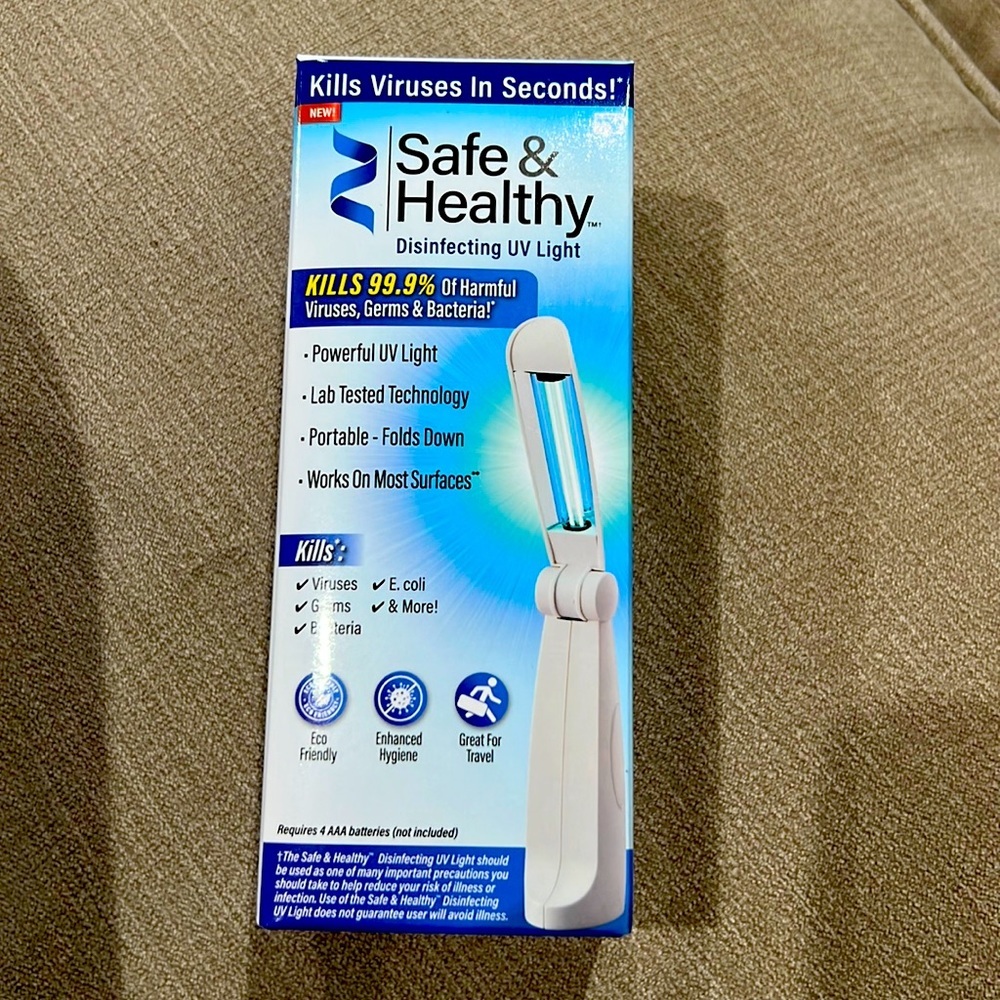 Kills Viruses In Seconds!*
NEW!
Safe &
Healthy™†
Disinfecting UV Light
KILLS 99.9% Of Harmful
Viruses, Germs & Bacteria!*
• Powerful UV Light
• Lab Tested Technology
• Portable - Folds Down
• Works On Most Surfaces**
Kills*:
✔ Viruses ✔ E. coli
✔ Germs ✔ & More!
✔ Bacteria
Eco
Friendly
Enhanced
Hygiene
Great For
Travel
Requires 4 AAA batteries (not included)
†The Safe & Healthy™ Disinfecting UV Light should
be used as one of many important precautions you
should take to help reduce your risk of illness or
infection. Use of the Safe & Healthy™ Disinfecting
UV Light does not guarantee user will avoid illness.